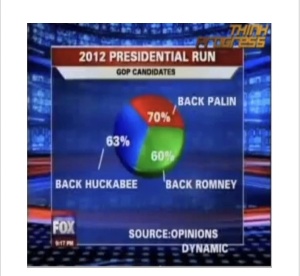 THINK
PROGRESS
2012 PRESIDENTIAL RUN
GOP CANDIDATES
BACK PALIN
70%
63%
60%
BACK HUCKABEE
BACK ROMNEY
FOX
SOURCE:OPINIONS
DYNAMIC